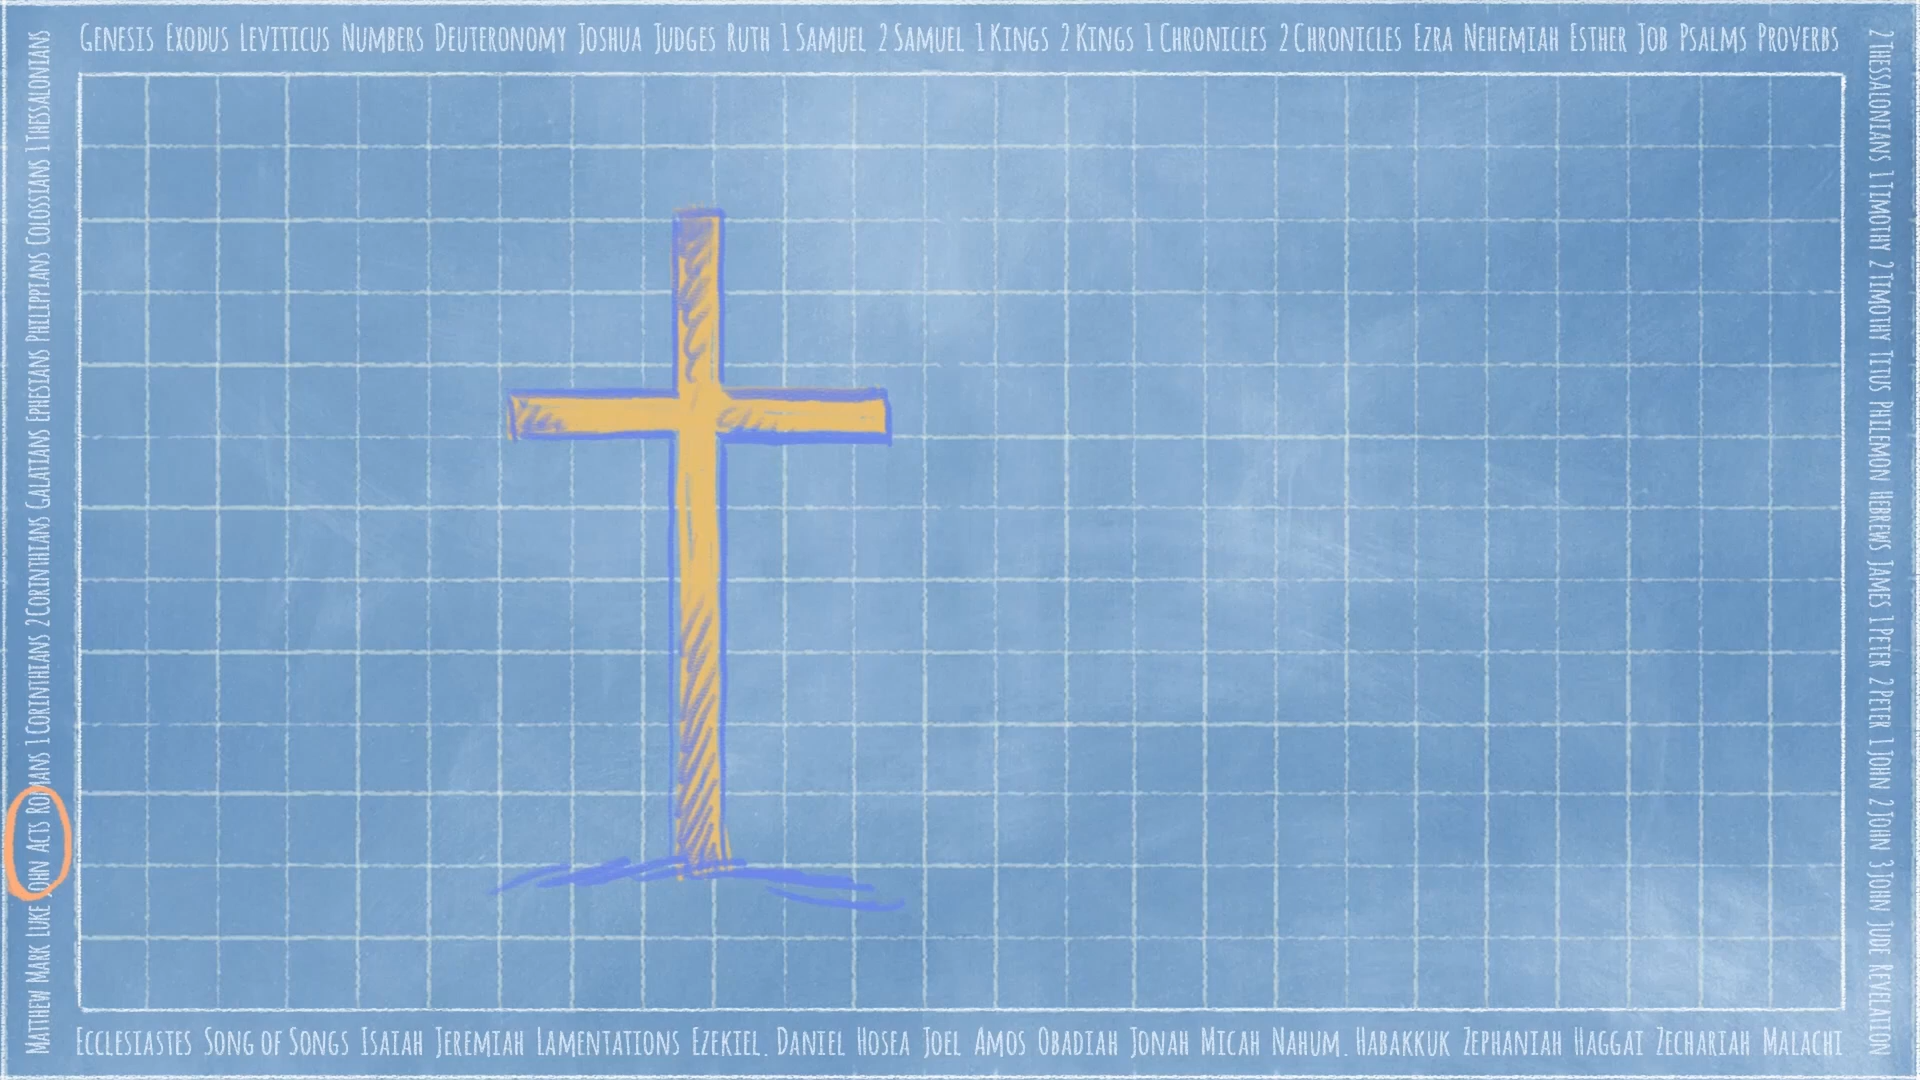 Genesis Exodus Leviticus Numbers Deuteronomy Joshua Judges Ruth 1 Samuel 2 Samuel 1 Kings 2 Kings 1 Chronicles 2 Chronicles Ezra Nehemiah Esther Job Psalms Proverbs
Ecclesiastes Song of Songs Isaiah Jeremiah Lamentations Ezekiel. Daniel Hosea Joel Amos Obadiah Jonah Micah Nahum. Habakkuk Zephaniah Haggai Zechariah Malachi
Matthew Mark Luke John Acts Romans 1 Corinthians 2 Corinthians Galatians Ephesians Philippians Colossians 1 Thessalonians
2 Thessalonians 1 Timothy 2 Timothy Titus Philemon Hebrews James 1 Peter 2 Peter 1 John 2 John 3 John Jude Revelation